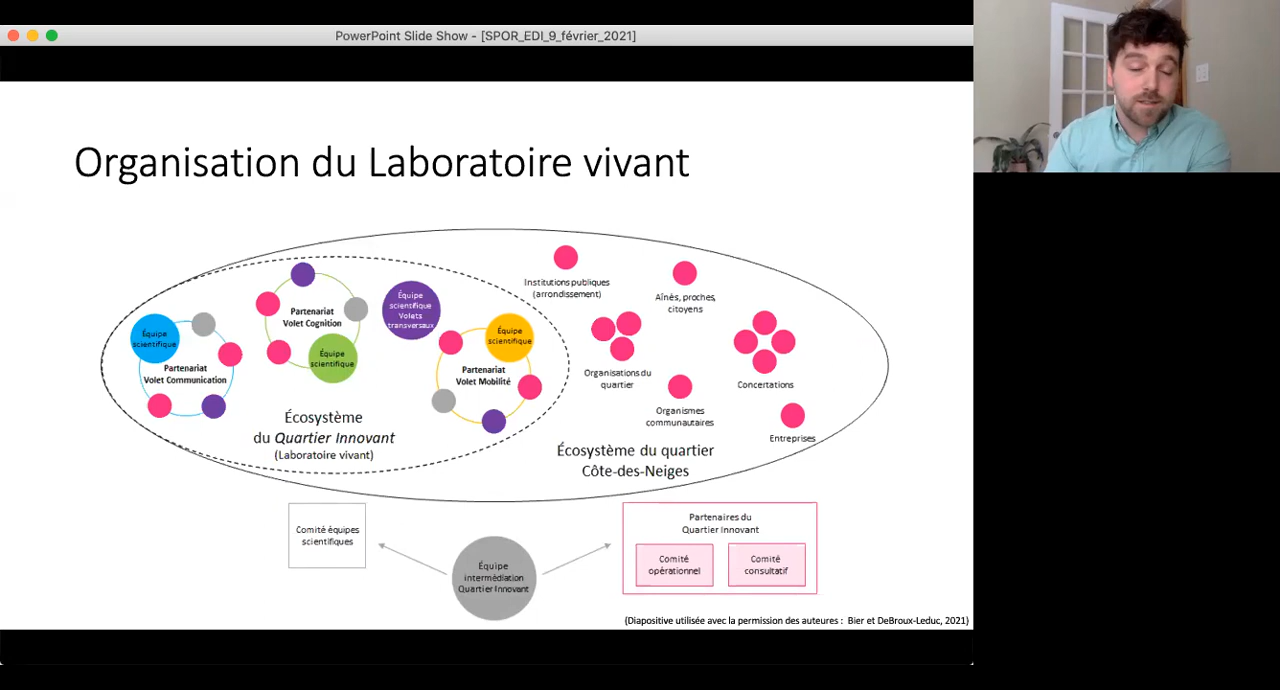 PowerPoint Slide Show - [SPOR_EDI_9_février_2021]
Organisation du Laboratoire vivant
Équipe
scientifique
Partenariat
Volet Communication
Partenariat
Volet Cognition
Équipe
scientifique
Équipe
scientifique
Volets
transversaux
Équipe
scientifique
Partenariat
Volet Mobilité
Écosystème
du Quartier Innovant
(Laboratoire vivant)
Institutions publiques
(arrondissement)
Aînés, proches,
citoyens
Organisations du
quartier
Concertations
Organismes
communautaires
Entreprises
Écosystème du quartier
Côte-des-Neiges
Comité équipes
scientifiques
Équipe
intermédiation
Quartier Innovant
Partenaires du
Quartier Innovant
Comité
opérationnel
Comité
consultatif
(Diapositive utilisée avec la permission des auteures : Bier et DeBroux-Leduc, 2021)